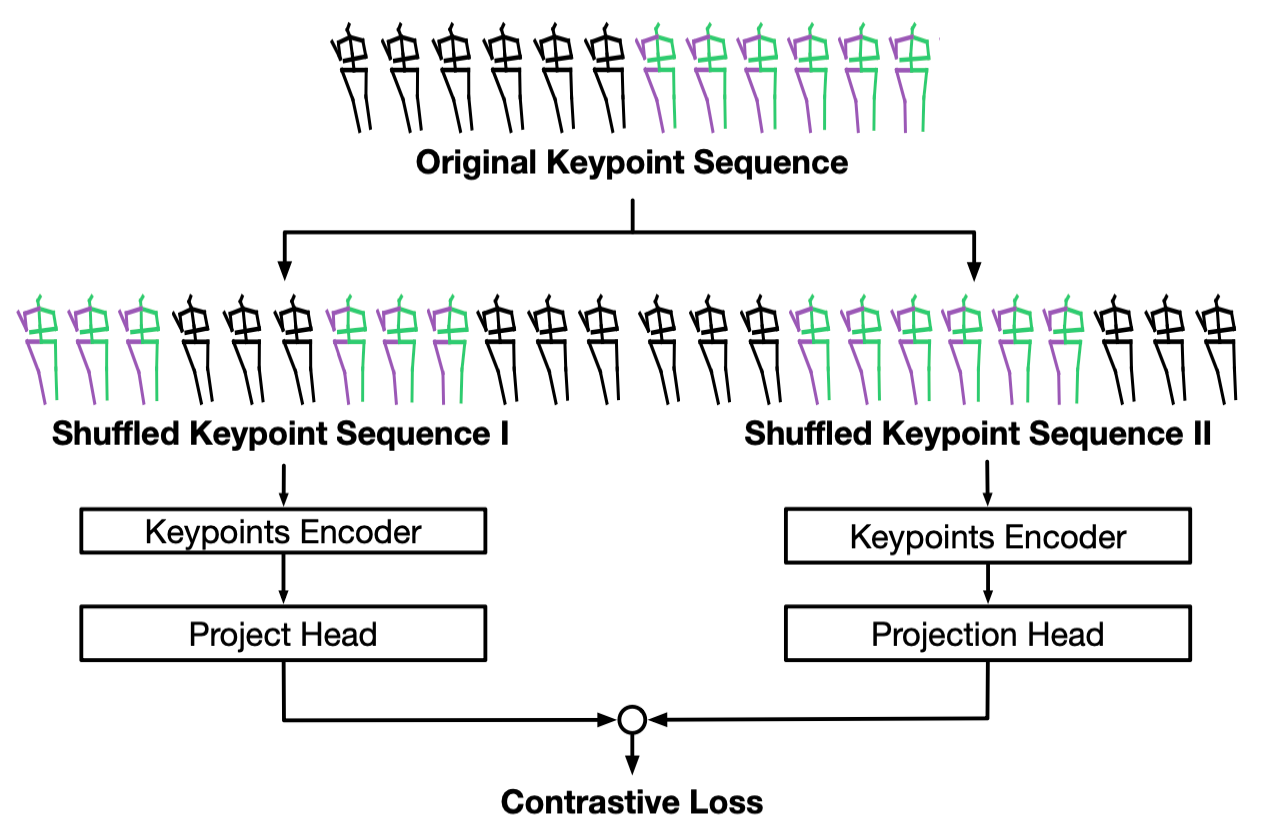 Original Keypoint Sequence
Shuffled Keypoint Sequence I
Shuffled Keypoint Sequence II
Keypoints Encoder
Keypoints Encoder
Project Head
Projection Head
Contrastive Loss